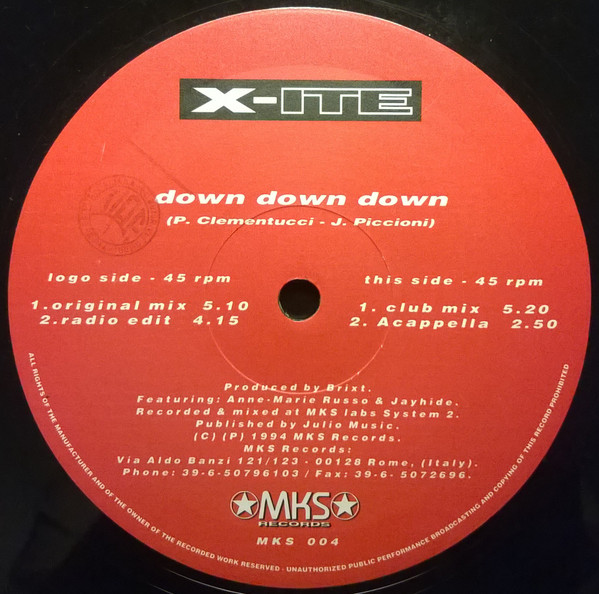 X-ITE
down down down
(P. Clementucci - J. Piccioni)
logo side - 45 rpm
1.original mix 5.10
2.radio edit 4.15
this side - 45 rpm
1. club mix 5.20
2. Acappella 2.50
Produced by Brixt.
Featuring: Anne-Marie Russo & Jayhide.
Recorded & mixed at MKS labs System 2.
Published by Julio Music.
(C) (P) 1994 MKS Records.
MKS Records:
Via Aldo Banzi 121/123 - 00128 Rome, (Italy).
Phone: 39-6-50796103 / Fax: 39-6- 5072696.
MKS
RECORDS
MKS 004
ALL RIGHTS OF THE MANUFACTURER AND OF THE OWNER OF THE RECORDED WORK RESERVED - UNAUTHORIZED PUBLIC PERFORMANCE BROADCASTING AND COPYING OF THIS RECORD PROHIBITED